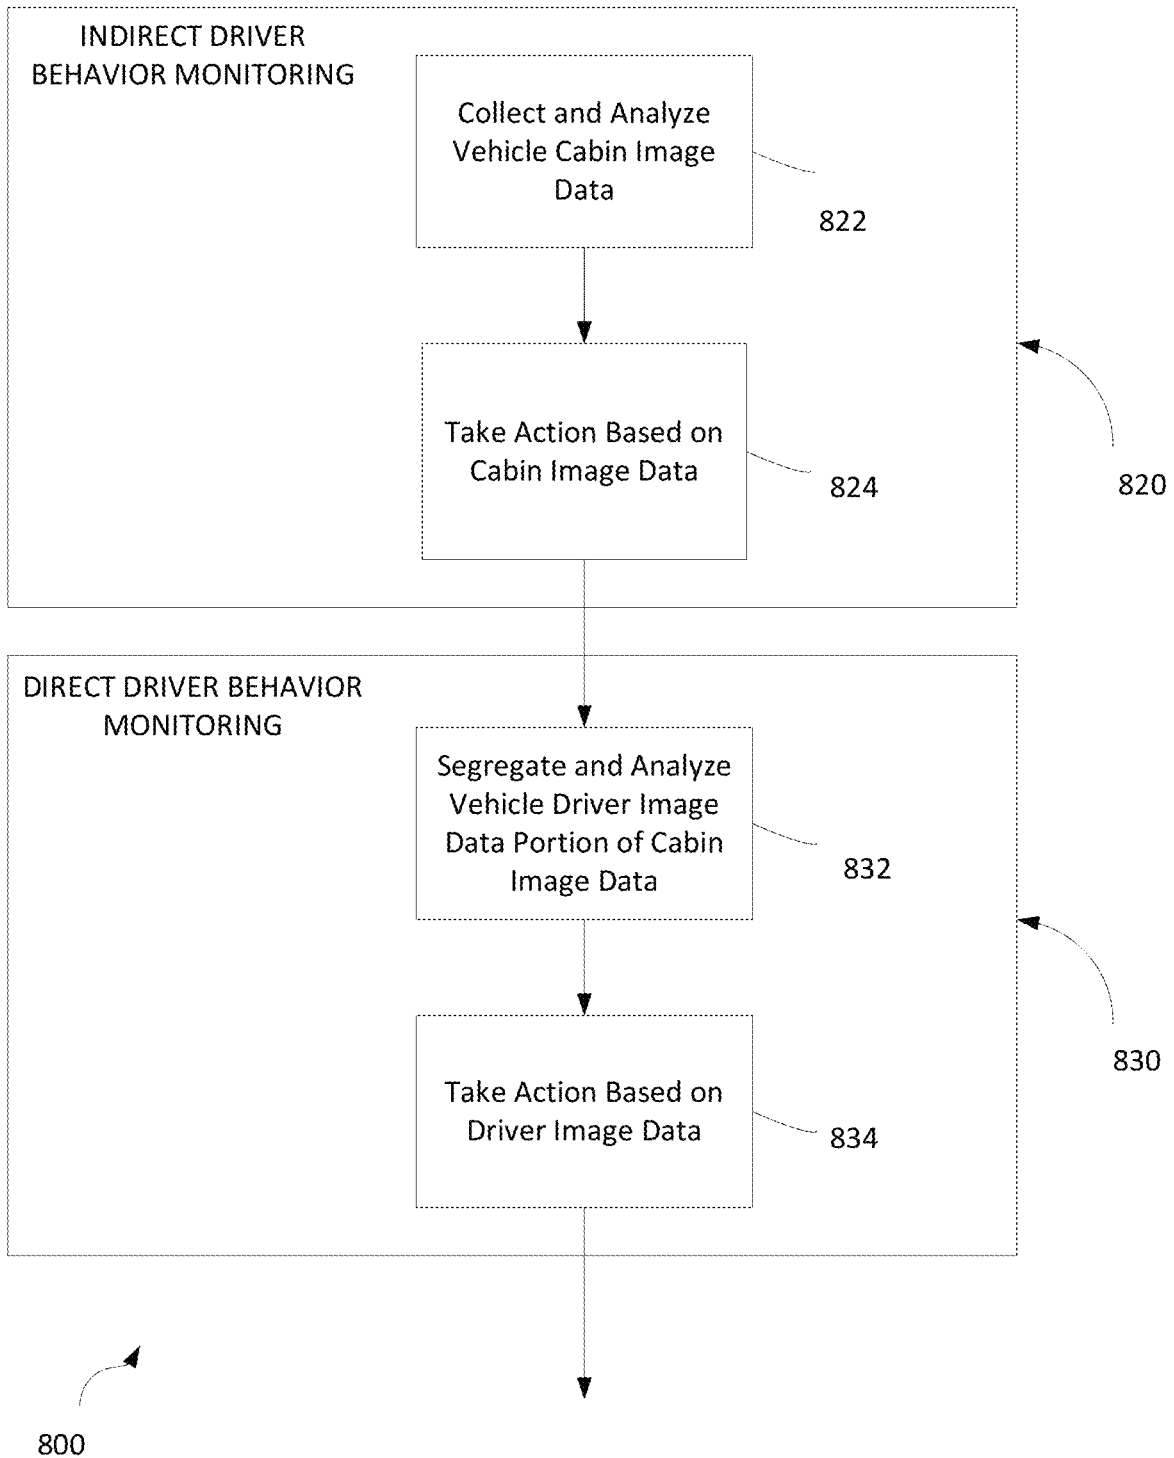 INDIRECT DRIVER
BEHAVIOR MONITORING
Collect and Analyze
Vehicle Cabin Image
Data
822
Take Action Based on
Cabin Image Data
824
820
DIRECT DRIVER BEHAVIOR
MONITORING
Segregate and Analyze
Vehicle Driver Image
Data Portion of Cabin
Image Data
832
830
Take Action Based on
Driver Image Data
834
800